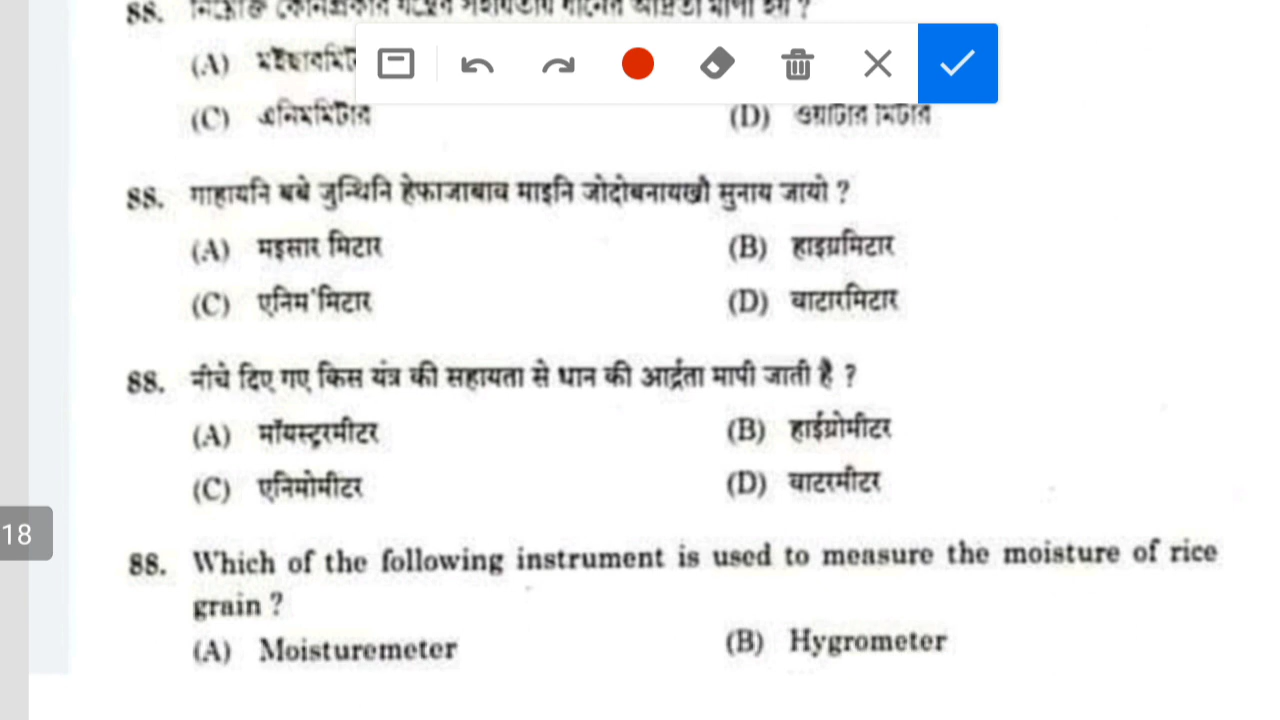 88.
(A)
(C) এনিমমিটাৰ (D) ওৱাটাৰ মিটাৰ
88. गाहायनि बबे जुन्थिनि हेफाजाबाव माइनि जोदोबनायखौ सुनाय जायो ?
(A) मइसार मिटार (B) हाइग्रमिटार
(C) एनिम'मिटार (D) वाटारमिटार
88. नीचे दिए गए किस यंत्र की सहायता से धान की आर्द्रता मापी जाती है ?
(A) मॉयस्टूरमीटर (B) हाईग्रोमीटर
(C) एनिमोमीटर (D) वाटरमीटर
18
88. Which of the following instrument is used to measure the moisture of rice
grain ?
(A) Moisturemeter (B) Hygrometer